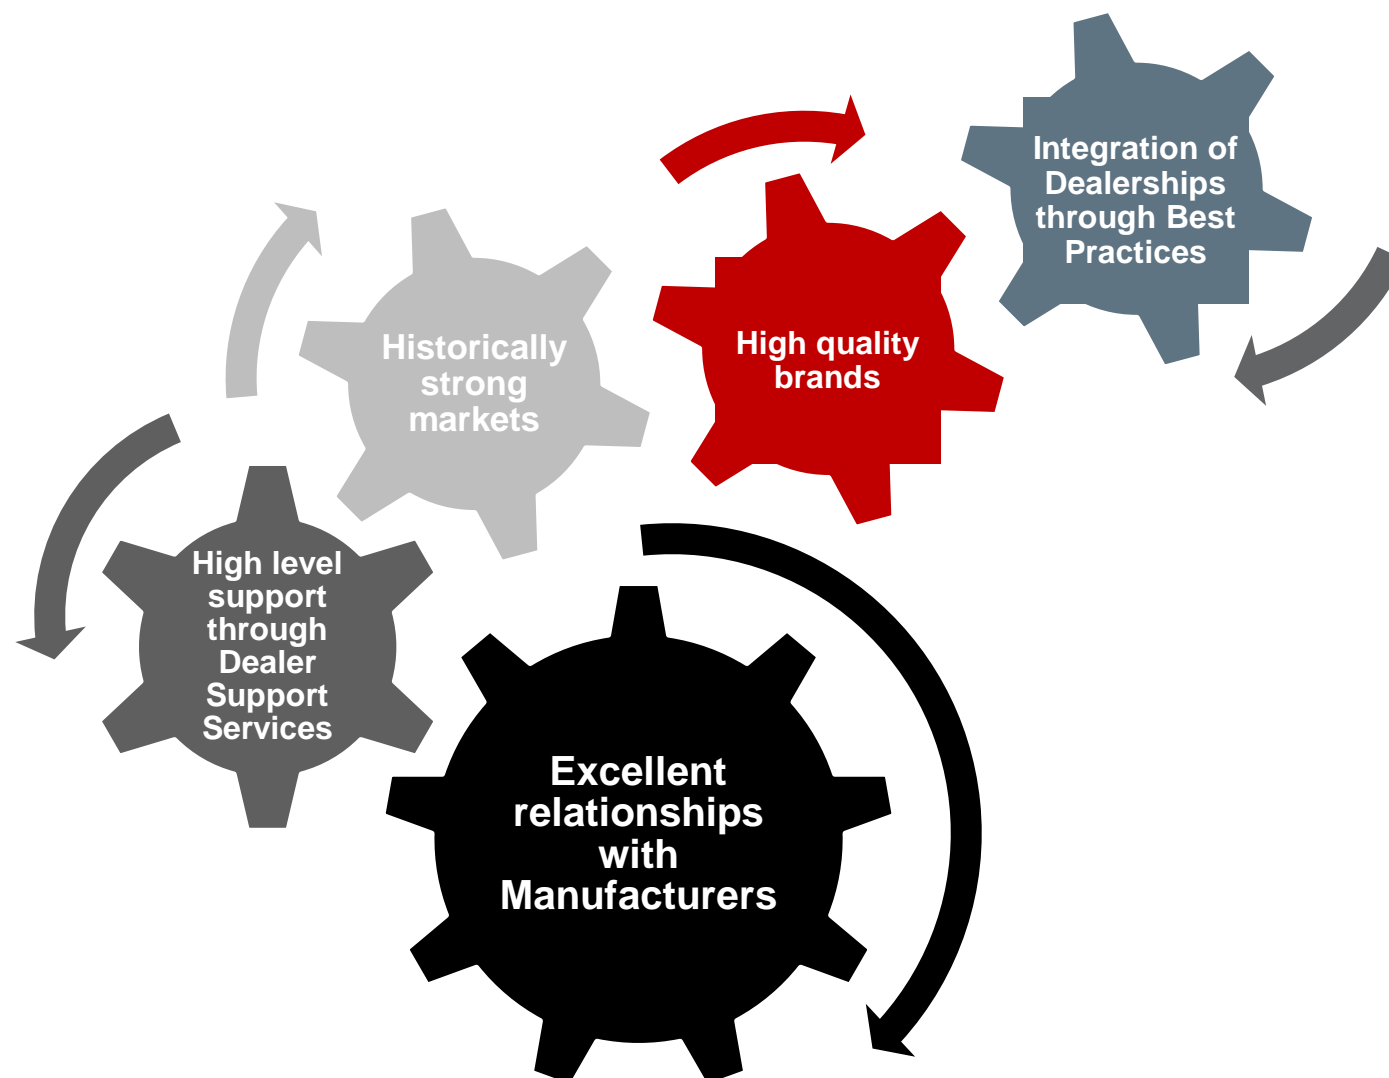 Integration of
Dealerships
through Best
Practices
High quality
brands
Historically
strong
markets
High level
support
through
Dealer
Support
Services
Excellent
relationships
with
Manufacturers